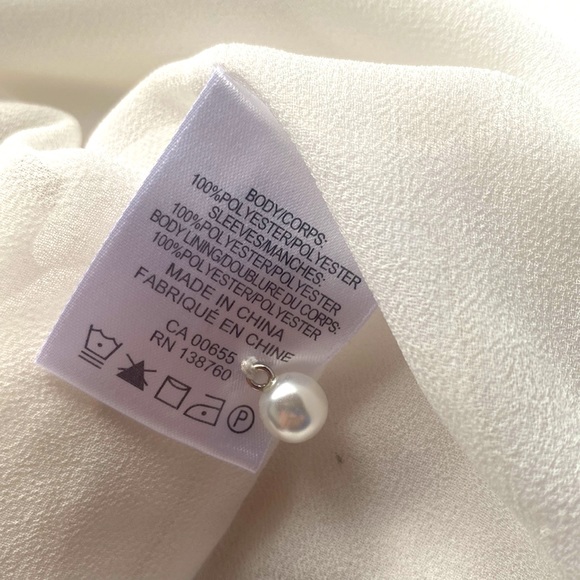 BODY/CORPS:
100%POLYESTER/POLYESTER
SLEEVES/MANCHES:
100%POLYESTER/POLYESTER
BODY LINING/DOUBLURE DU CORPS:
100%POLYESTER/POLYESTER
MADE IN CHINA
FABRIQUÉ EN CHINE
CA 00655
RN 138760
P